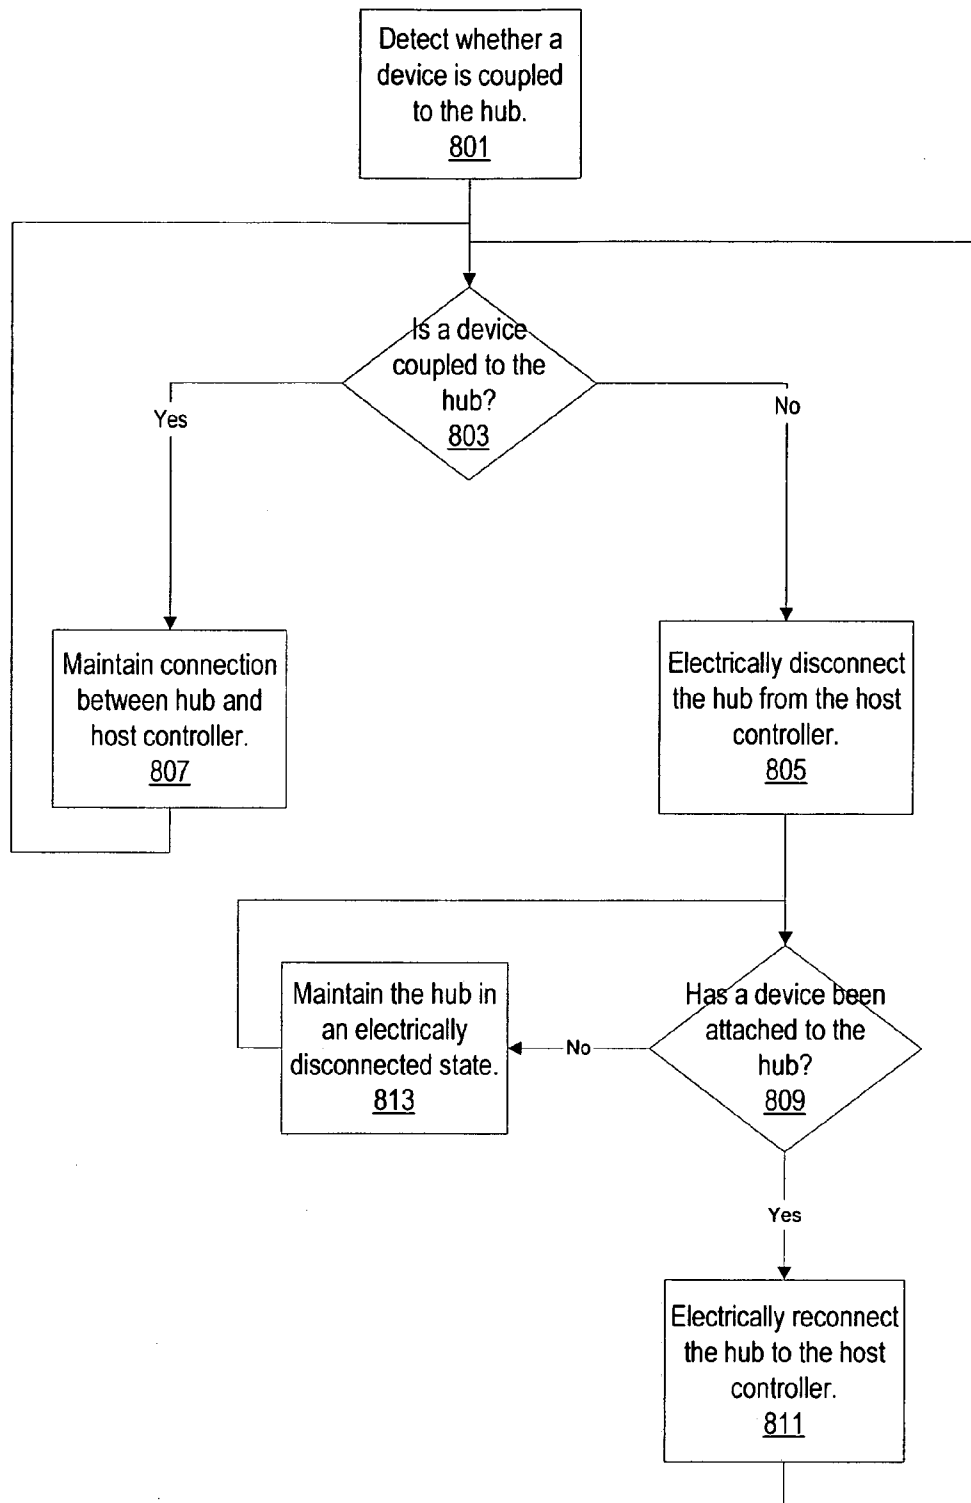 Detect whether a
device is coupled
to the hub.
801
Is a device
coupled to the
hub?
803
Yes
No
Maintain connection
between hub and
host controller.
807
Electrically disconnect
the hub from the host
controller.
805
Has a device been
attached to the
hub?
809
No
Maintain the hub in
an electrically
disconnected state.
813
Yes
Electrically reconnect
the hub to the host
controller.
811